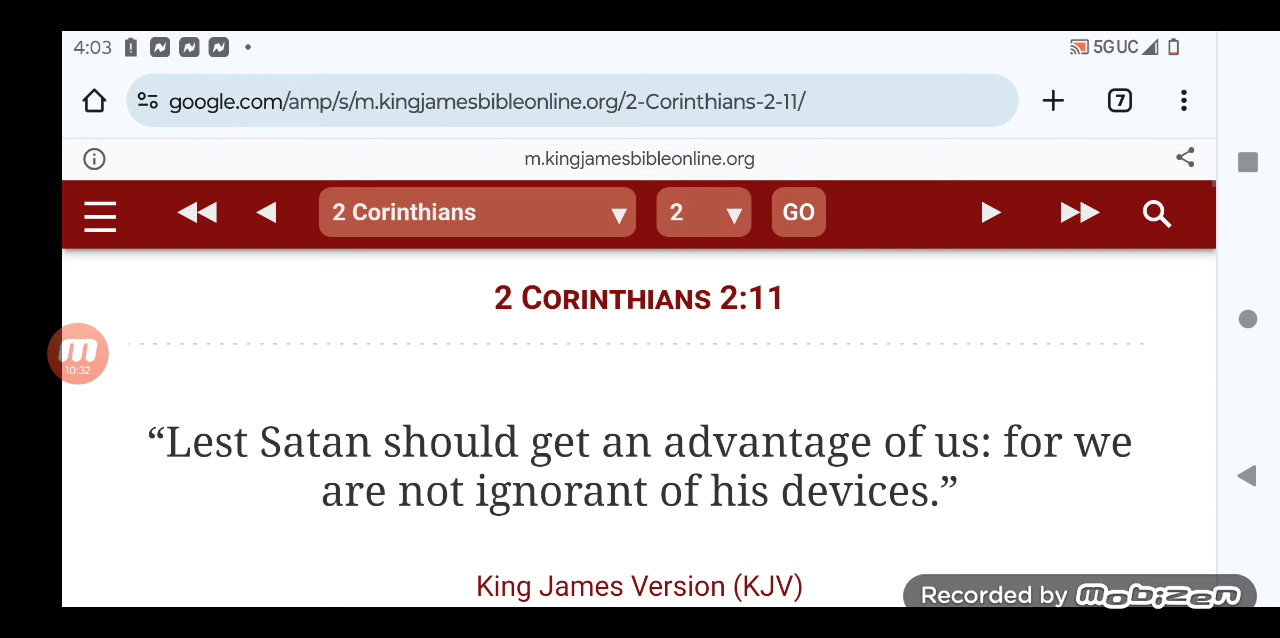 4:03
5G UC
google.com/amp/s/m.kingjamesbibleonline.org/2-Corinthians-2-11/
7
m.kingjamesbibleonline.org
2 Corinthians 2 GO
2 CORINTHIANS 2:11
10:32
“Lest Satan should get an advantage of us: for we
are not ignorant of his devices.”
King James Version (KJV)
Recorded by mobizen